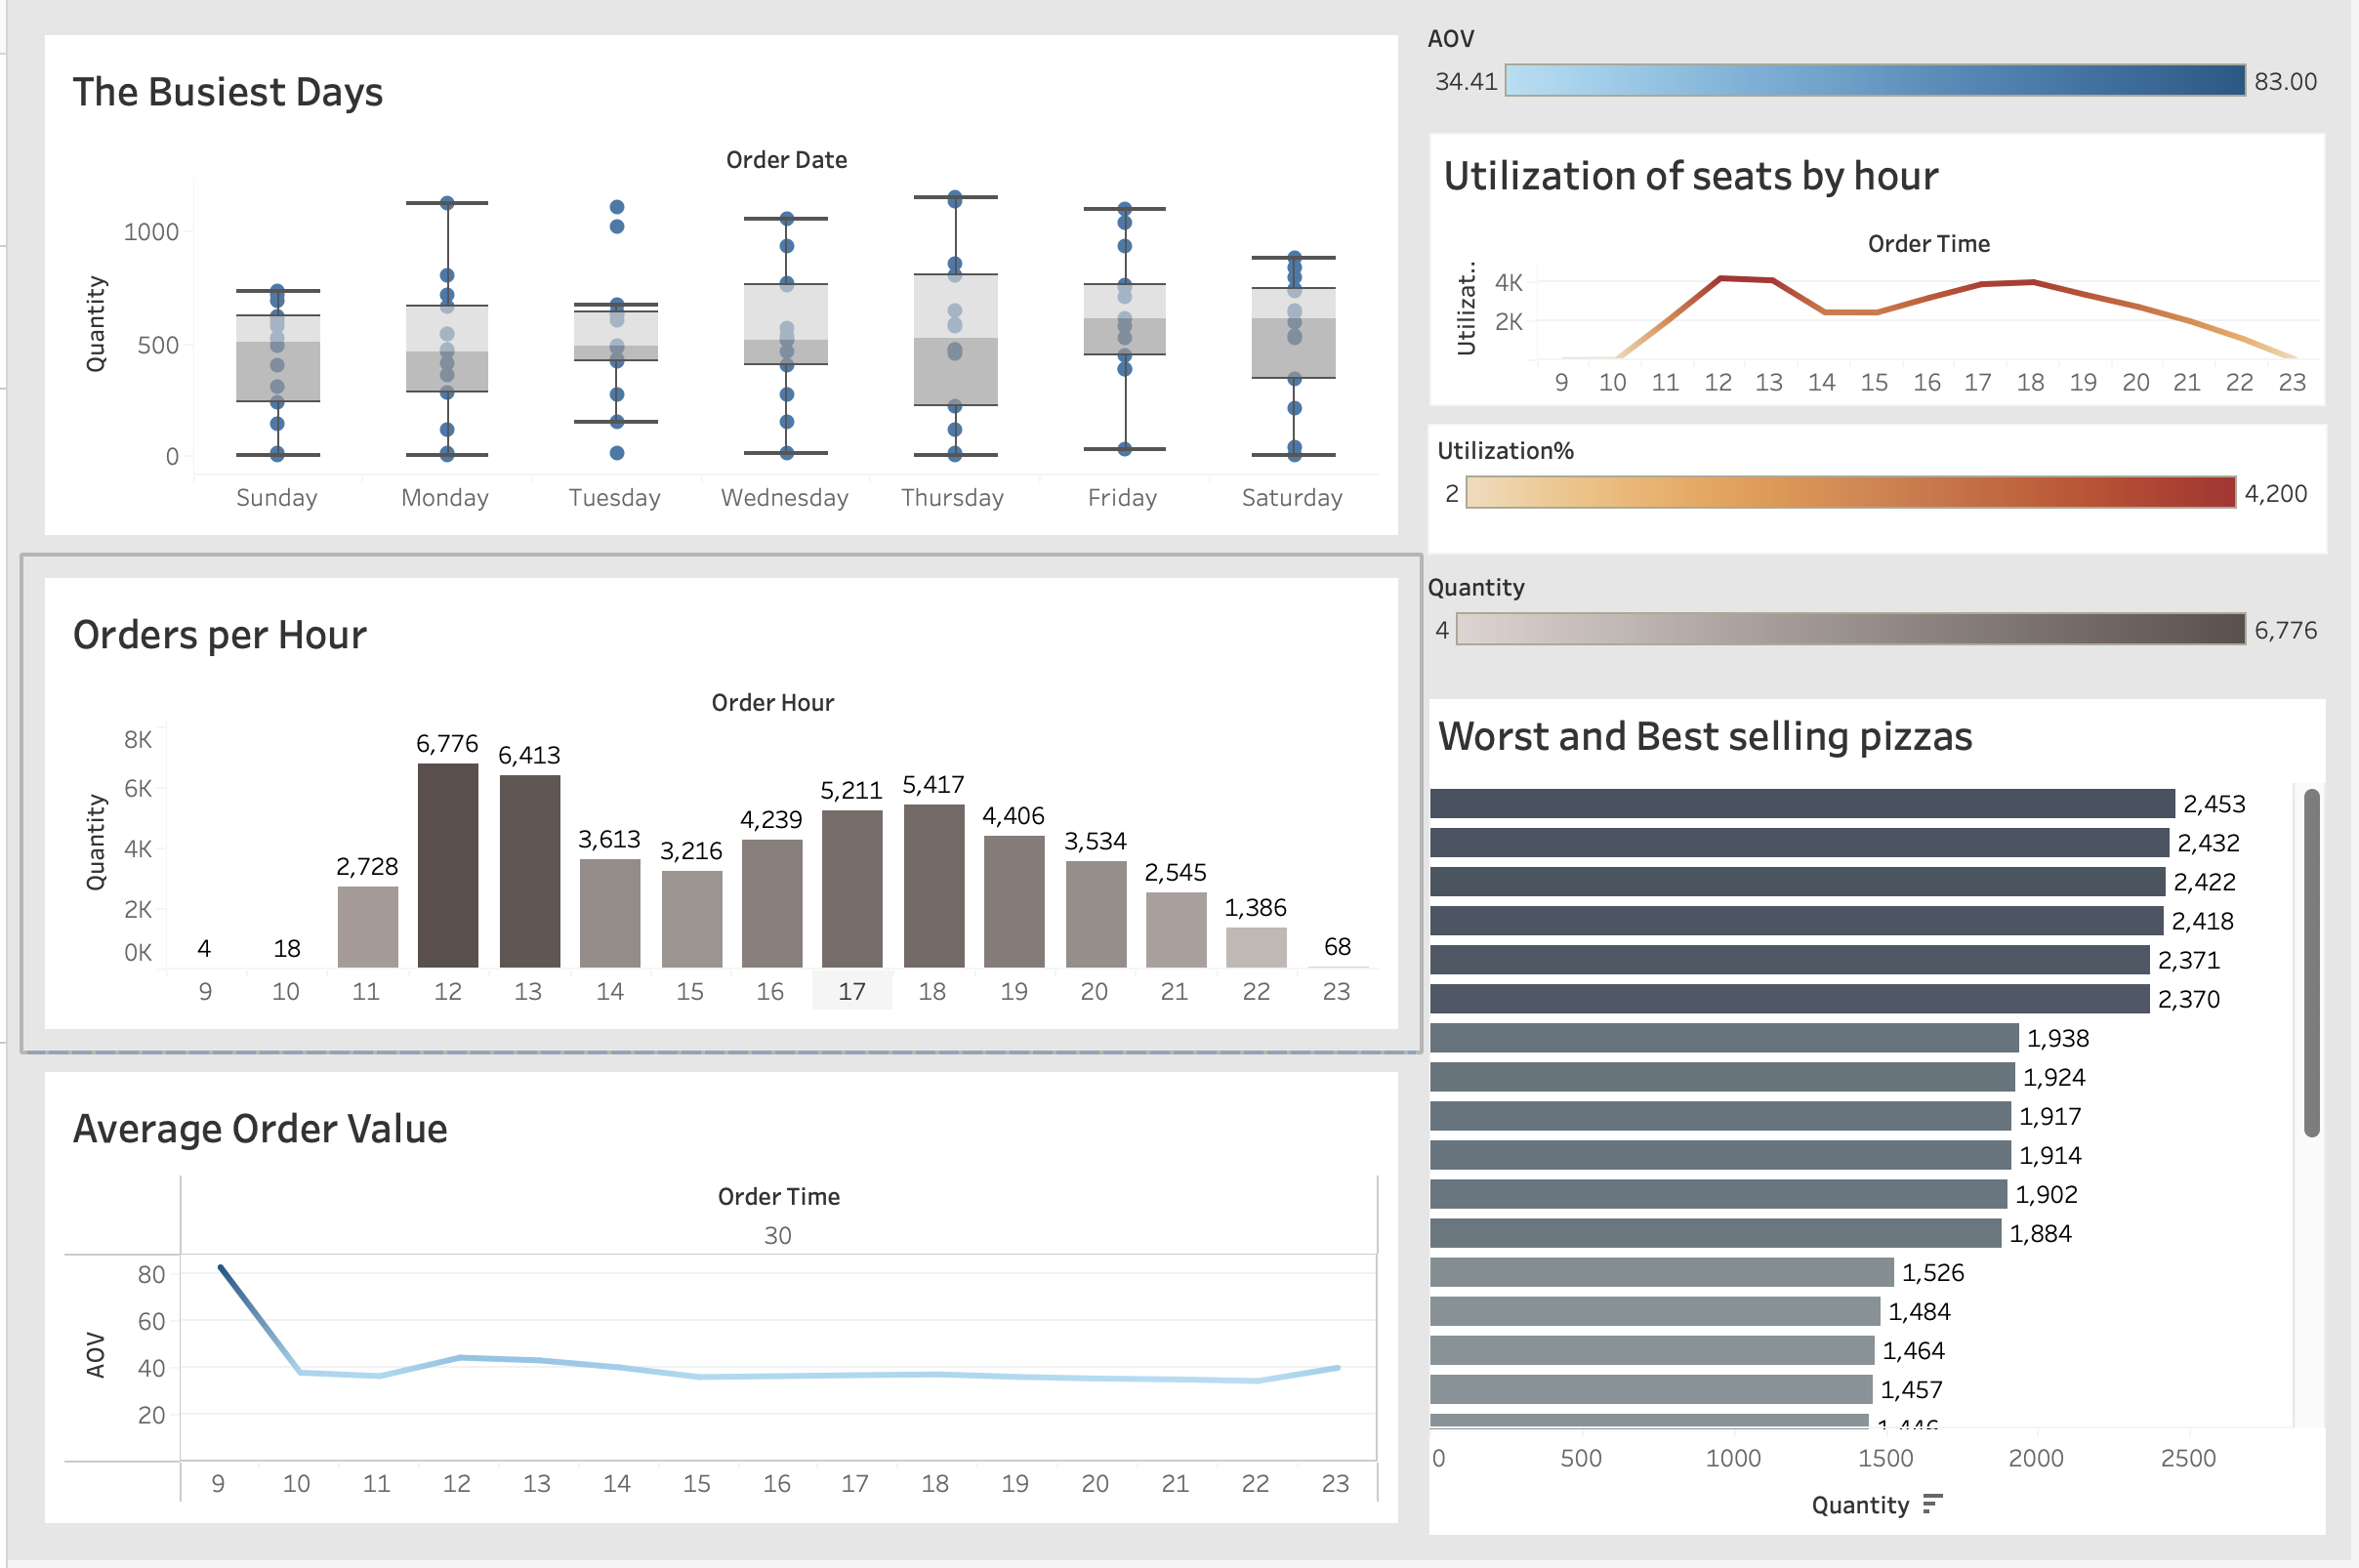 The Busiest Days
Order Date
Quantity
1000
500
0
Sunday Monday Tuesday Wednesday Thursday Friday Saturday
Orders per Hour
Order Hour
Quantity
8K
6K
4K
2K
0K
4 18 2,728 6,776 6,413 3,613 3,216 4,239 5,211 5,417 4,406 3,534 2,545 1,386 68
9 10 11 12 13 14 15 16 17 18 19 20 21 22 23
Average Order Value
Order Time
30
AOV
80
60
40
20
9 10 11 12 13 14 15 16 17 18 19 20 21 22 23
AOV
34.41 83.00
Utilization of seats by hour
Order Time
Utilizat..
4K
2K
9 10 11 12 13 14 15 16 17 18 19 20 21 22 23
Utilization%
2 4,200
Quantity
4 6,776
Worst and Best selling pizzas
2,453
2,432
2,422
2,418
2,371
2,370
1,938
1,924
1,917
1,914
1,902
1,884
1,526
1,484
1,464
1,457
0 500 1000 1500 2000 2500
Quantity